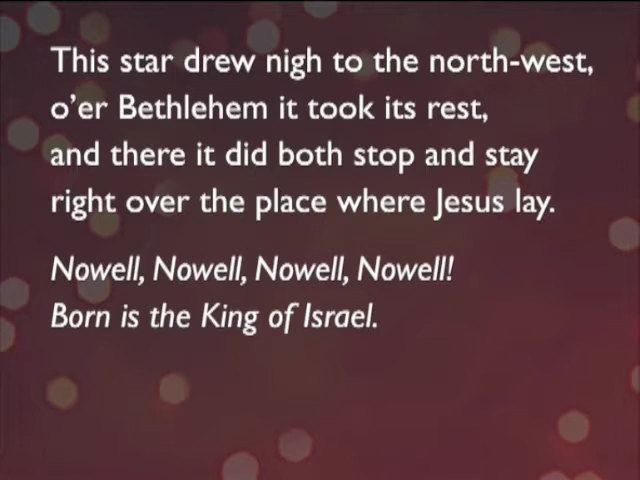 This star drew nigh to the north-west,
o’er Bethlehem it took its rest,
and there it did both stop and stay
right over the place where Jesus lay.
Nowell, Nowell, Nowell, Nowell!
Born is the King of Israel.